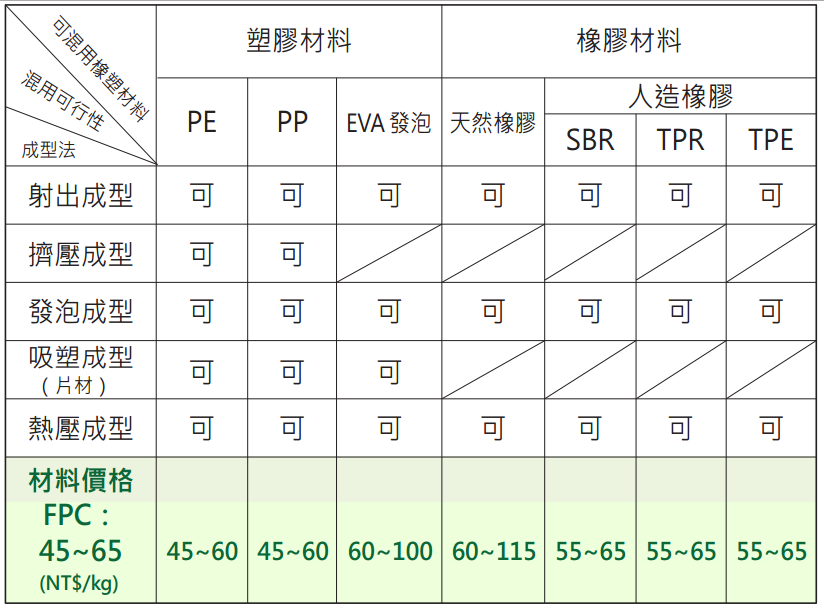 可混用橡塑材料
混用可行性
成型法
塑膠材料
橡膠材料
PE
PP
EVA 發泡
天然橡膠
人造橡膠
SBR
TPR
TPE
射出成型 可 可 可 可 可 可 可
擠壓成型 可 可
發泡成型 可 可 可 可 可 可 可
吸塑成型 可 可 可
(片材)
熱壓成型 可 可 可 可 可 可 可
材料價格
FPC:
45~65 45~60 45~60 60~100 60~115 55~65 55~65 55~65
(NT$/kg)